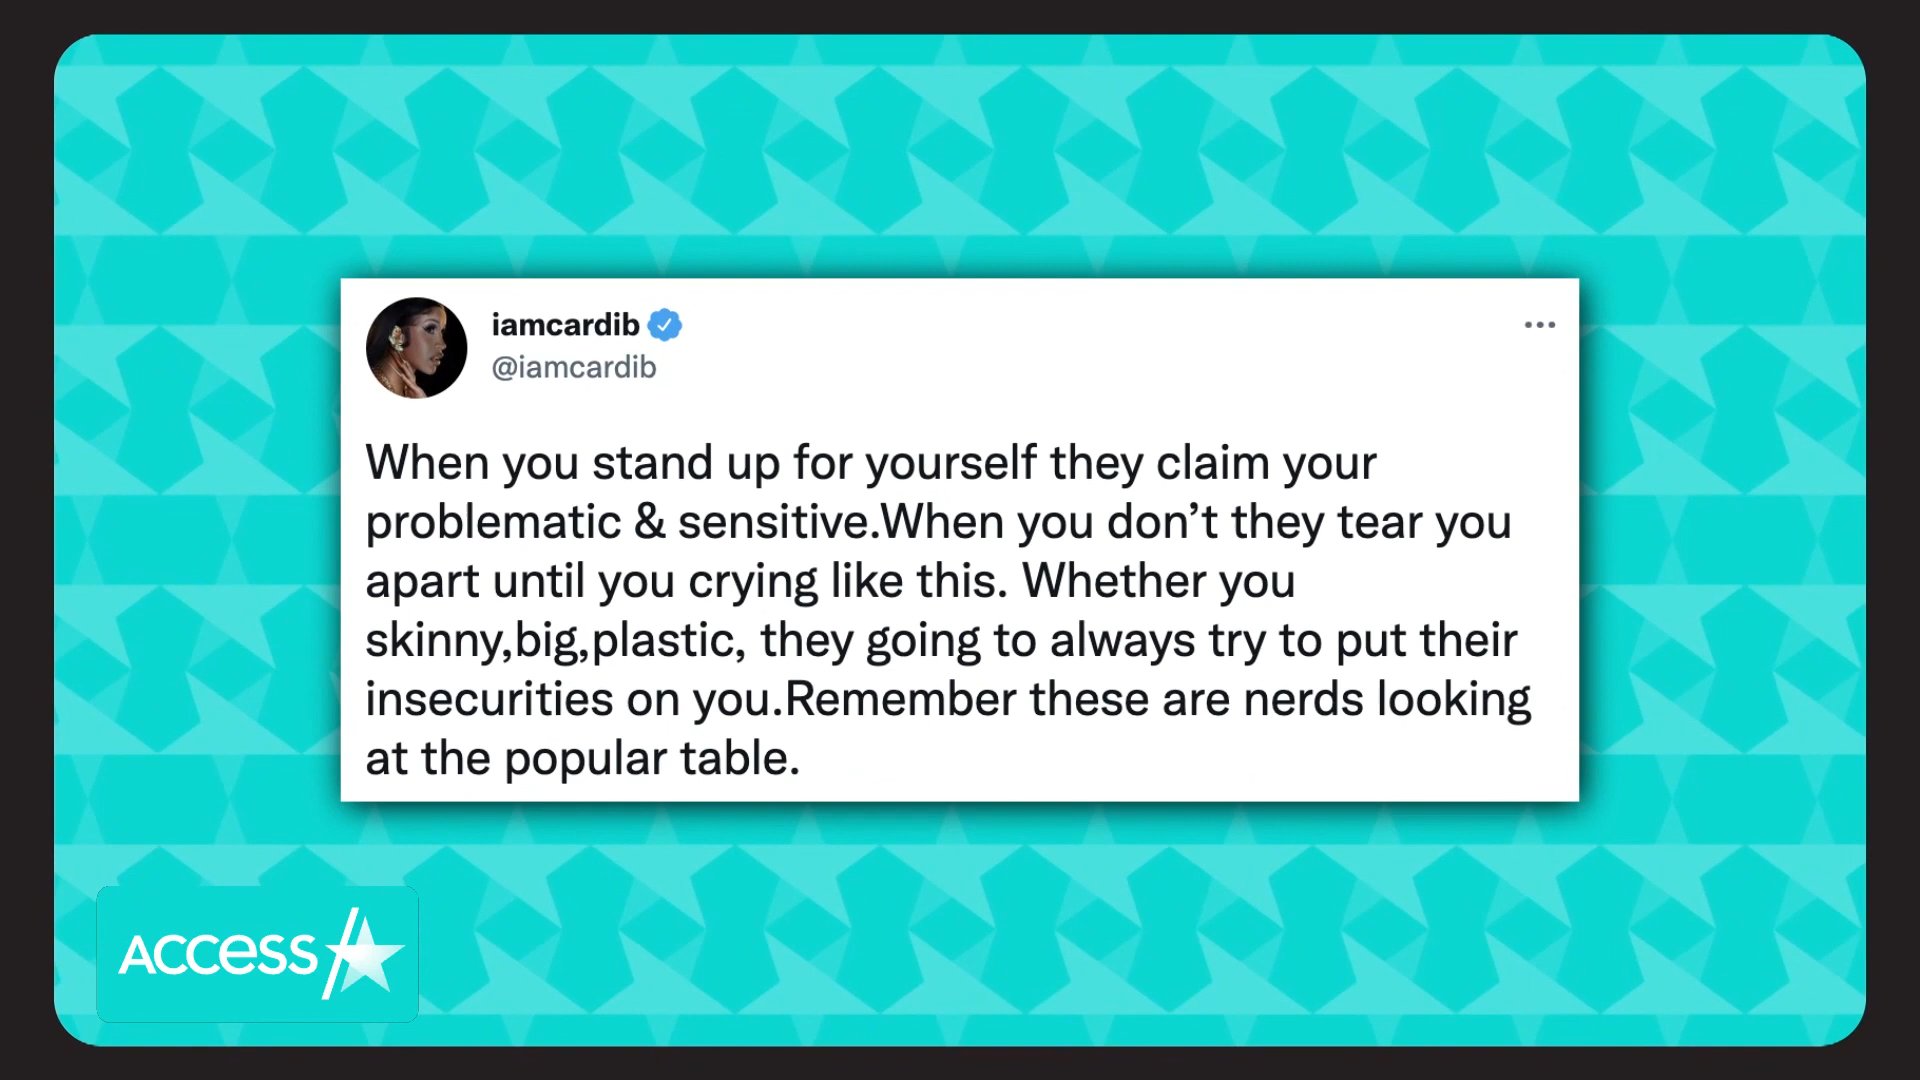 iamcardib
@iamcardib
When you stand up for yourself they claim your
problematic & sensitive.When you don’t they tear you
apart until you crying like this. Whether you
skinny,big,plastic, they going to always try to put their
insecurities on you.Remember these are nerds looking
at the popular table.
access